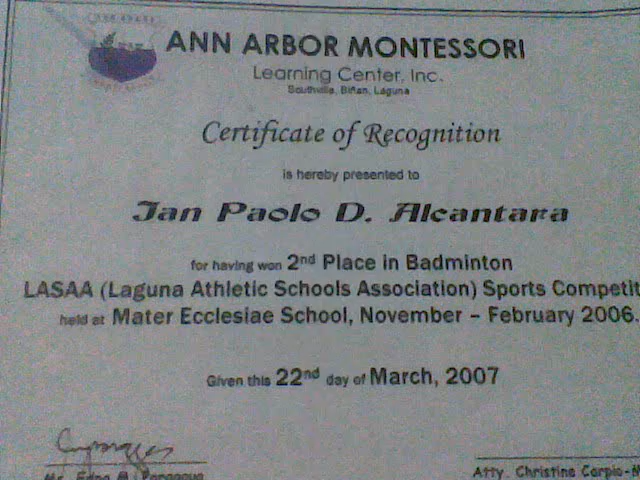 ANN ARBOR MONTESSORI
Learning Center, Inc.
Southville, Biñan, Laguna
Certificate of Recognition
is hereby presented to
Jan Paolo D. Alcantara
for having won 2nd Place in Badminton
LASAA (Laguna Athletic Schools Association) Sports Competit
held at Mater Ecclesiae School, November – February 2006.
Given this 22nd day of March, 2007
Atty. Christine Carpio-